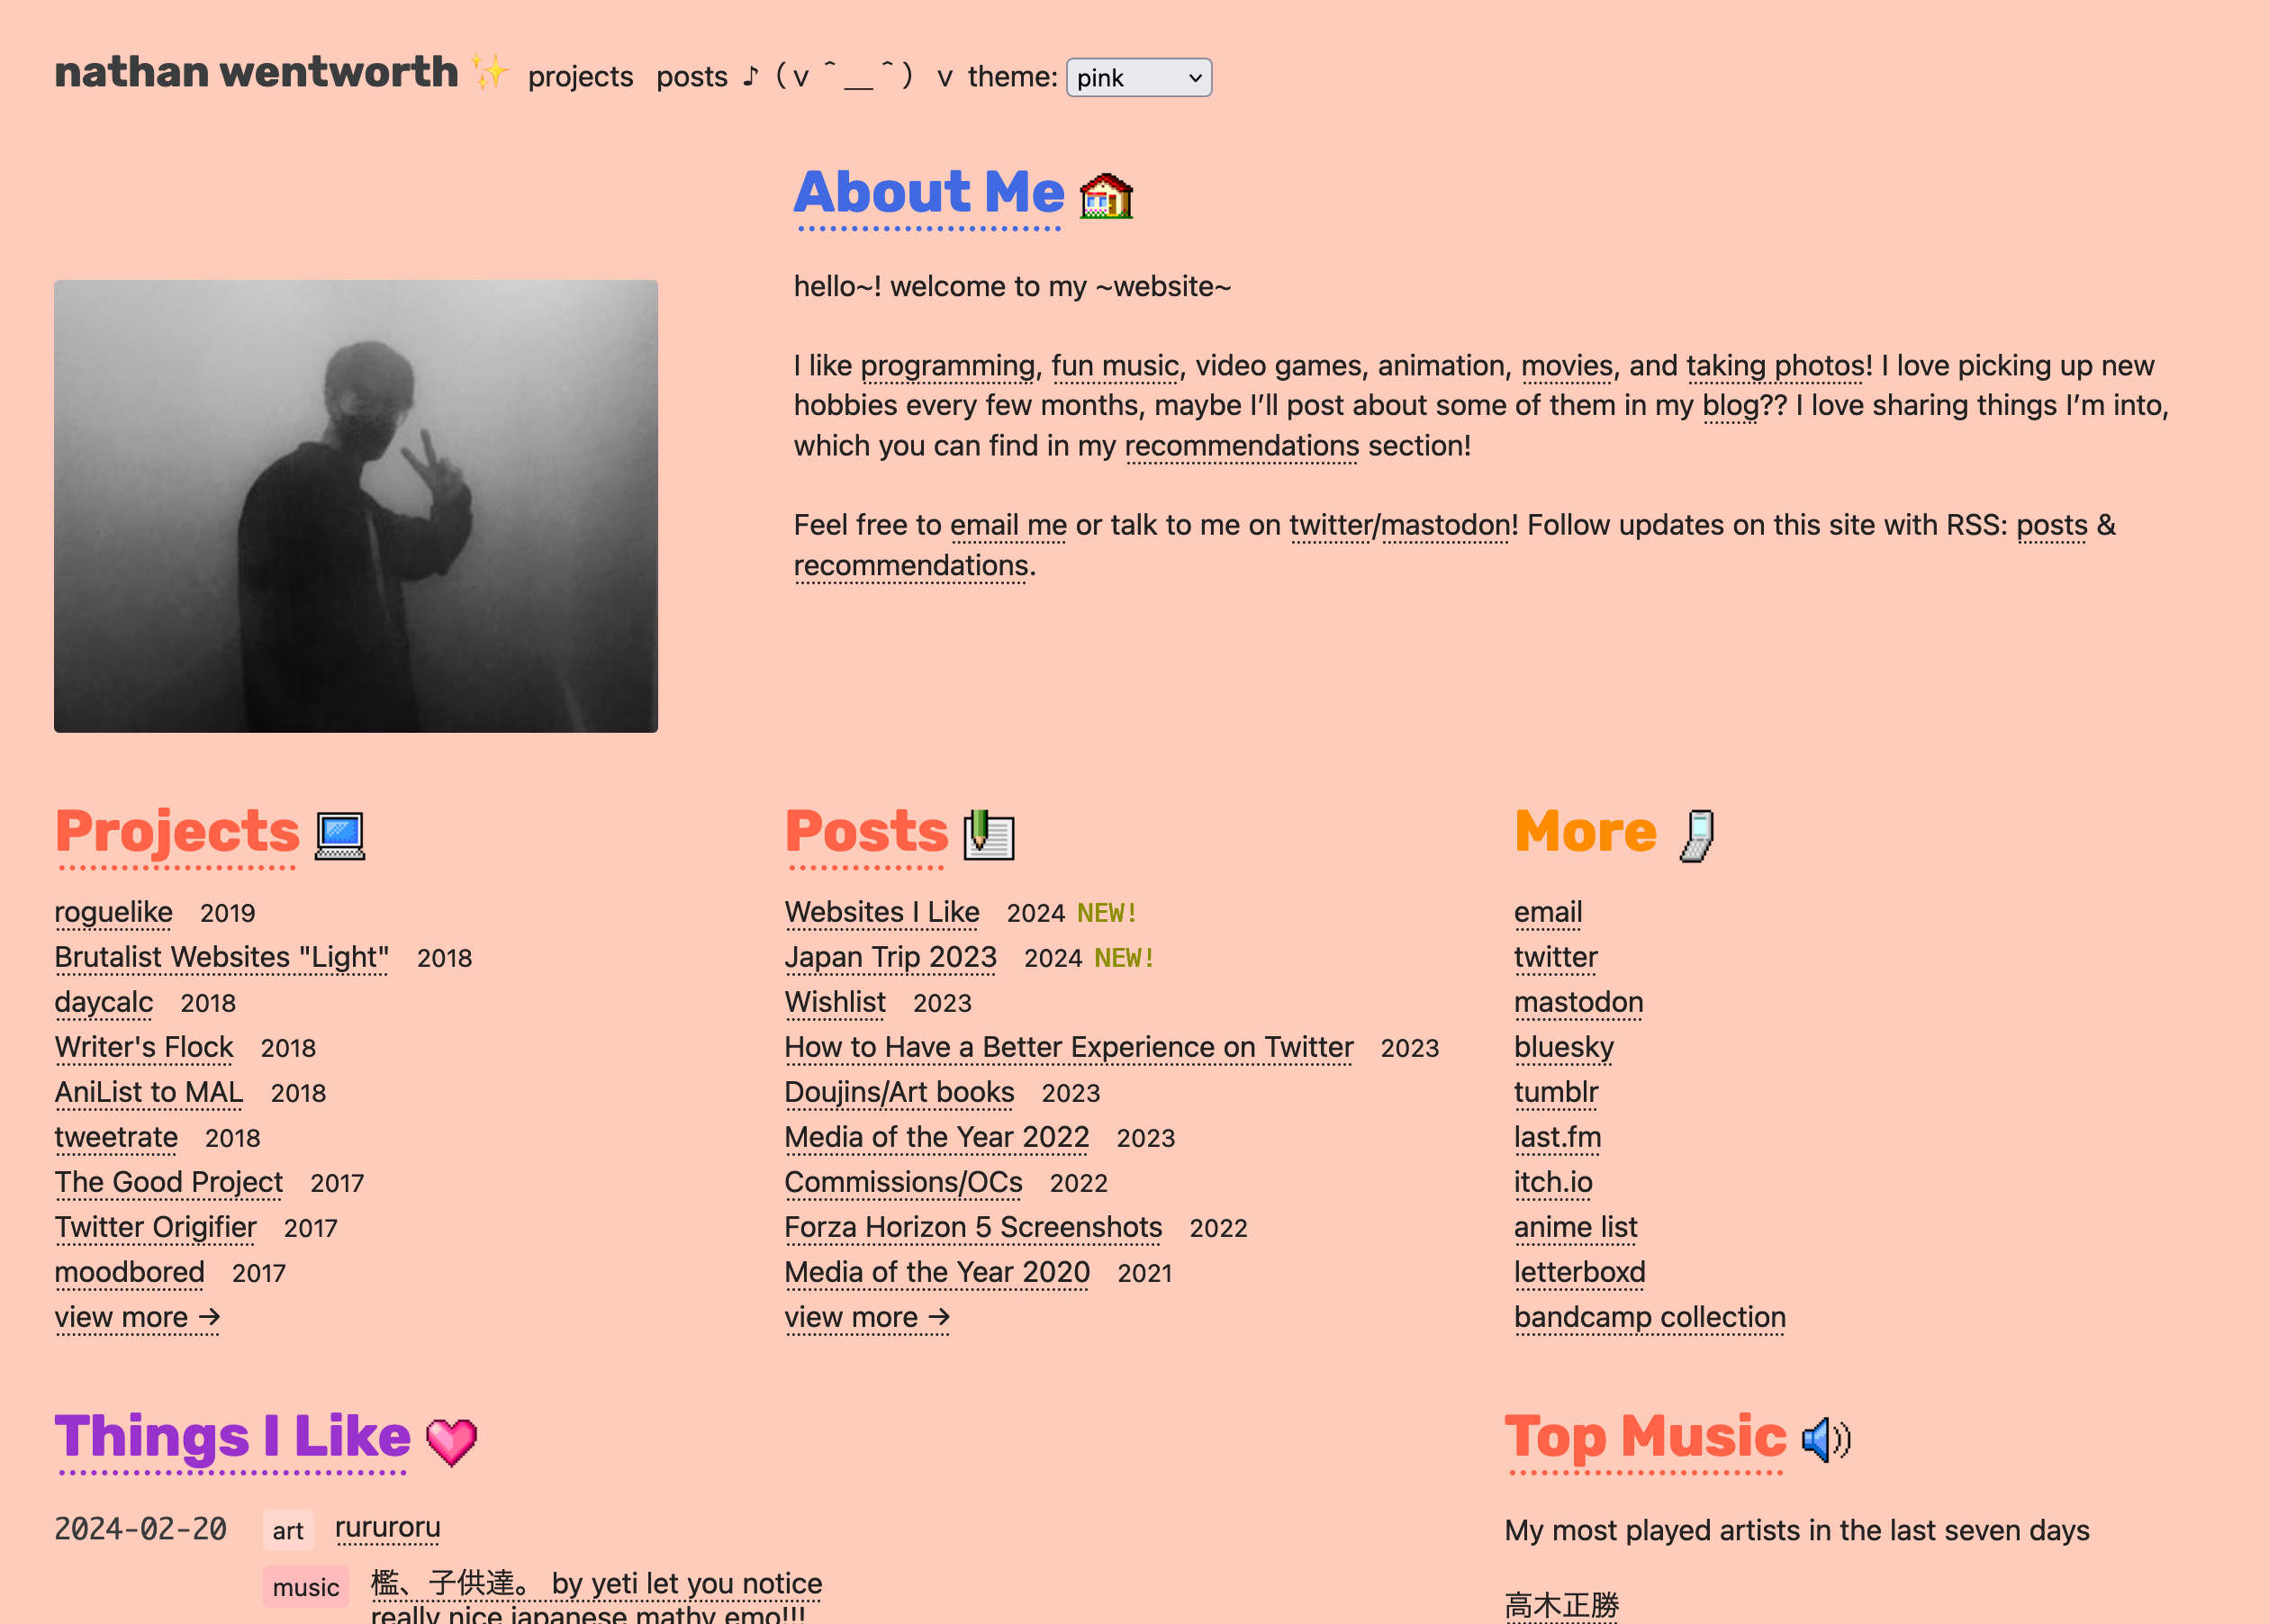 nathan wentworth ✨ projects posts ♪ (v ˆ__ˆ) v theme: pink
About Me
hello~! welcome to my ~website~
I like programming, fun music, video games, animation, movies, and taking photos! I love picking up new
hobbies every few months, maybe I’ll post about some of them in my blog?? I love sharing things I’m into,
which you can find in my recommendations section!
Feel free to email me or talk to me on twitter/mastodon! Follow updates on this site with RSS: posts &
recommendations.
Projects
roguelike 2019
Brutalist Websites "Light" 2018
daycalc 2018
Writer's Flock 2018
AniList to MAL 2018
tweetrate 2018
The Good Project 2017
Twitter Origifier 2017
moodbored 2017
view more →
Posts
Websites I Like 2024 NEW!
Japan Trip 2023 2024 NEW!
Wishlist 2023
How to Have a Better Experience on Twitter 2023
Doujins/Art books 2023
Media of the Year 2022 2023
Commissions/OCs 2022
Forza Horizon 5 Screenshots 2022
Media of the Year 2020 2021
view more →
More
email
twitter
mastodon
bluesky
tumblr
last.fm
itch.io
anime list
letterboxd
bandcamp collection
Things I Like
2024-02-20 art rururoru
music 檻、子供達。 by yeti let you notice
really nice japanese mathy emo!!!
Top Music
My most played artists in the last seven days
高木正勝